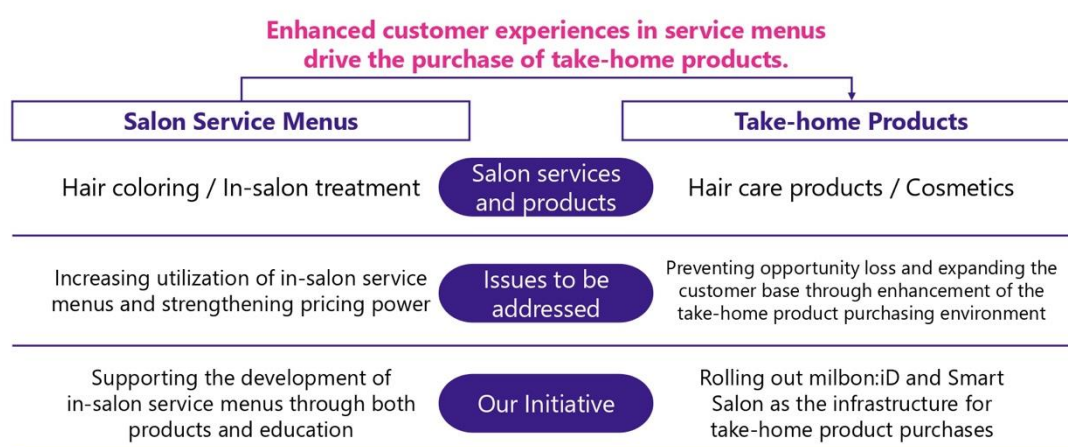 Enhanced customer experiences in service menus
drive the purchase of take-home products.
Salon Service Menus
Take-home Products
Hair coloring / In-salon treatment
Salon services
and products
Hair care products / Cosmetics
Increasing utilization of in-salon service
menus and strengthening pricing power
Issues to be
addressed
Preventing opportunity loss and expanding the
customer base through enhancement of the
take-home product purchasing environment
Supporting the development of
in-salon service menus through both
products and education
Our Initiative
Rolling out milbon:iD and Smart
Salon as the infrastructure for
take-home product purchases